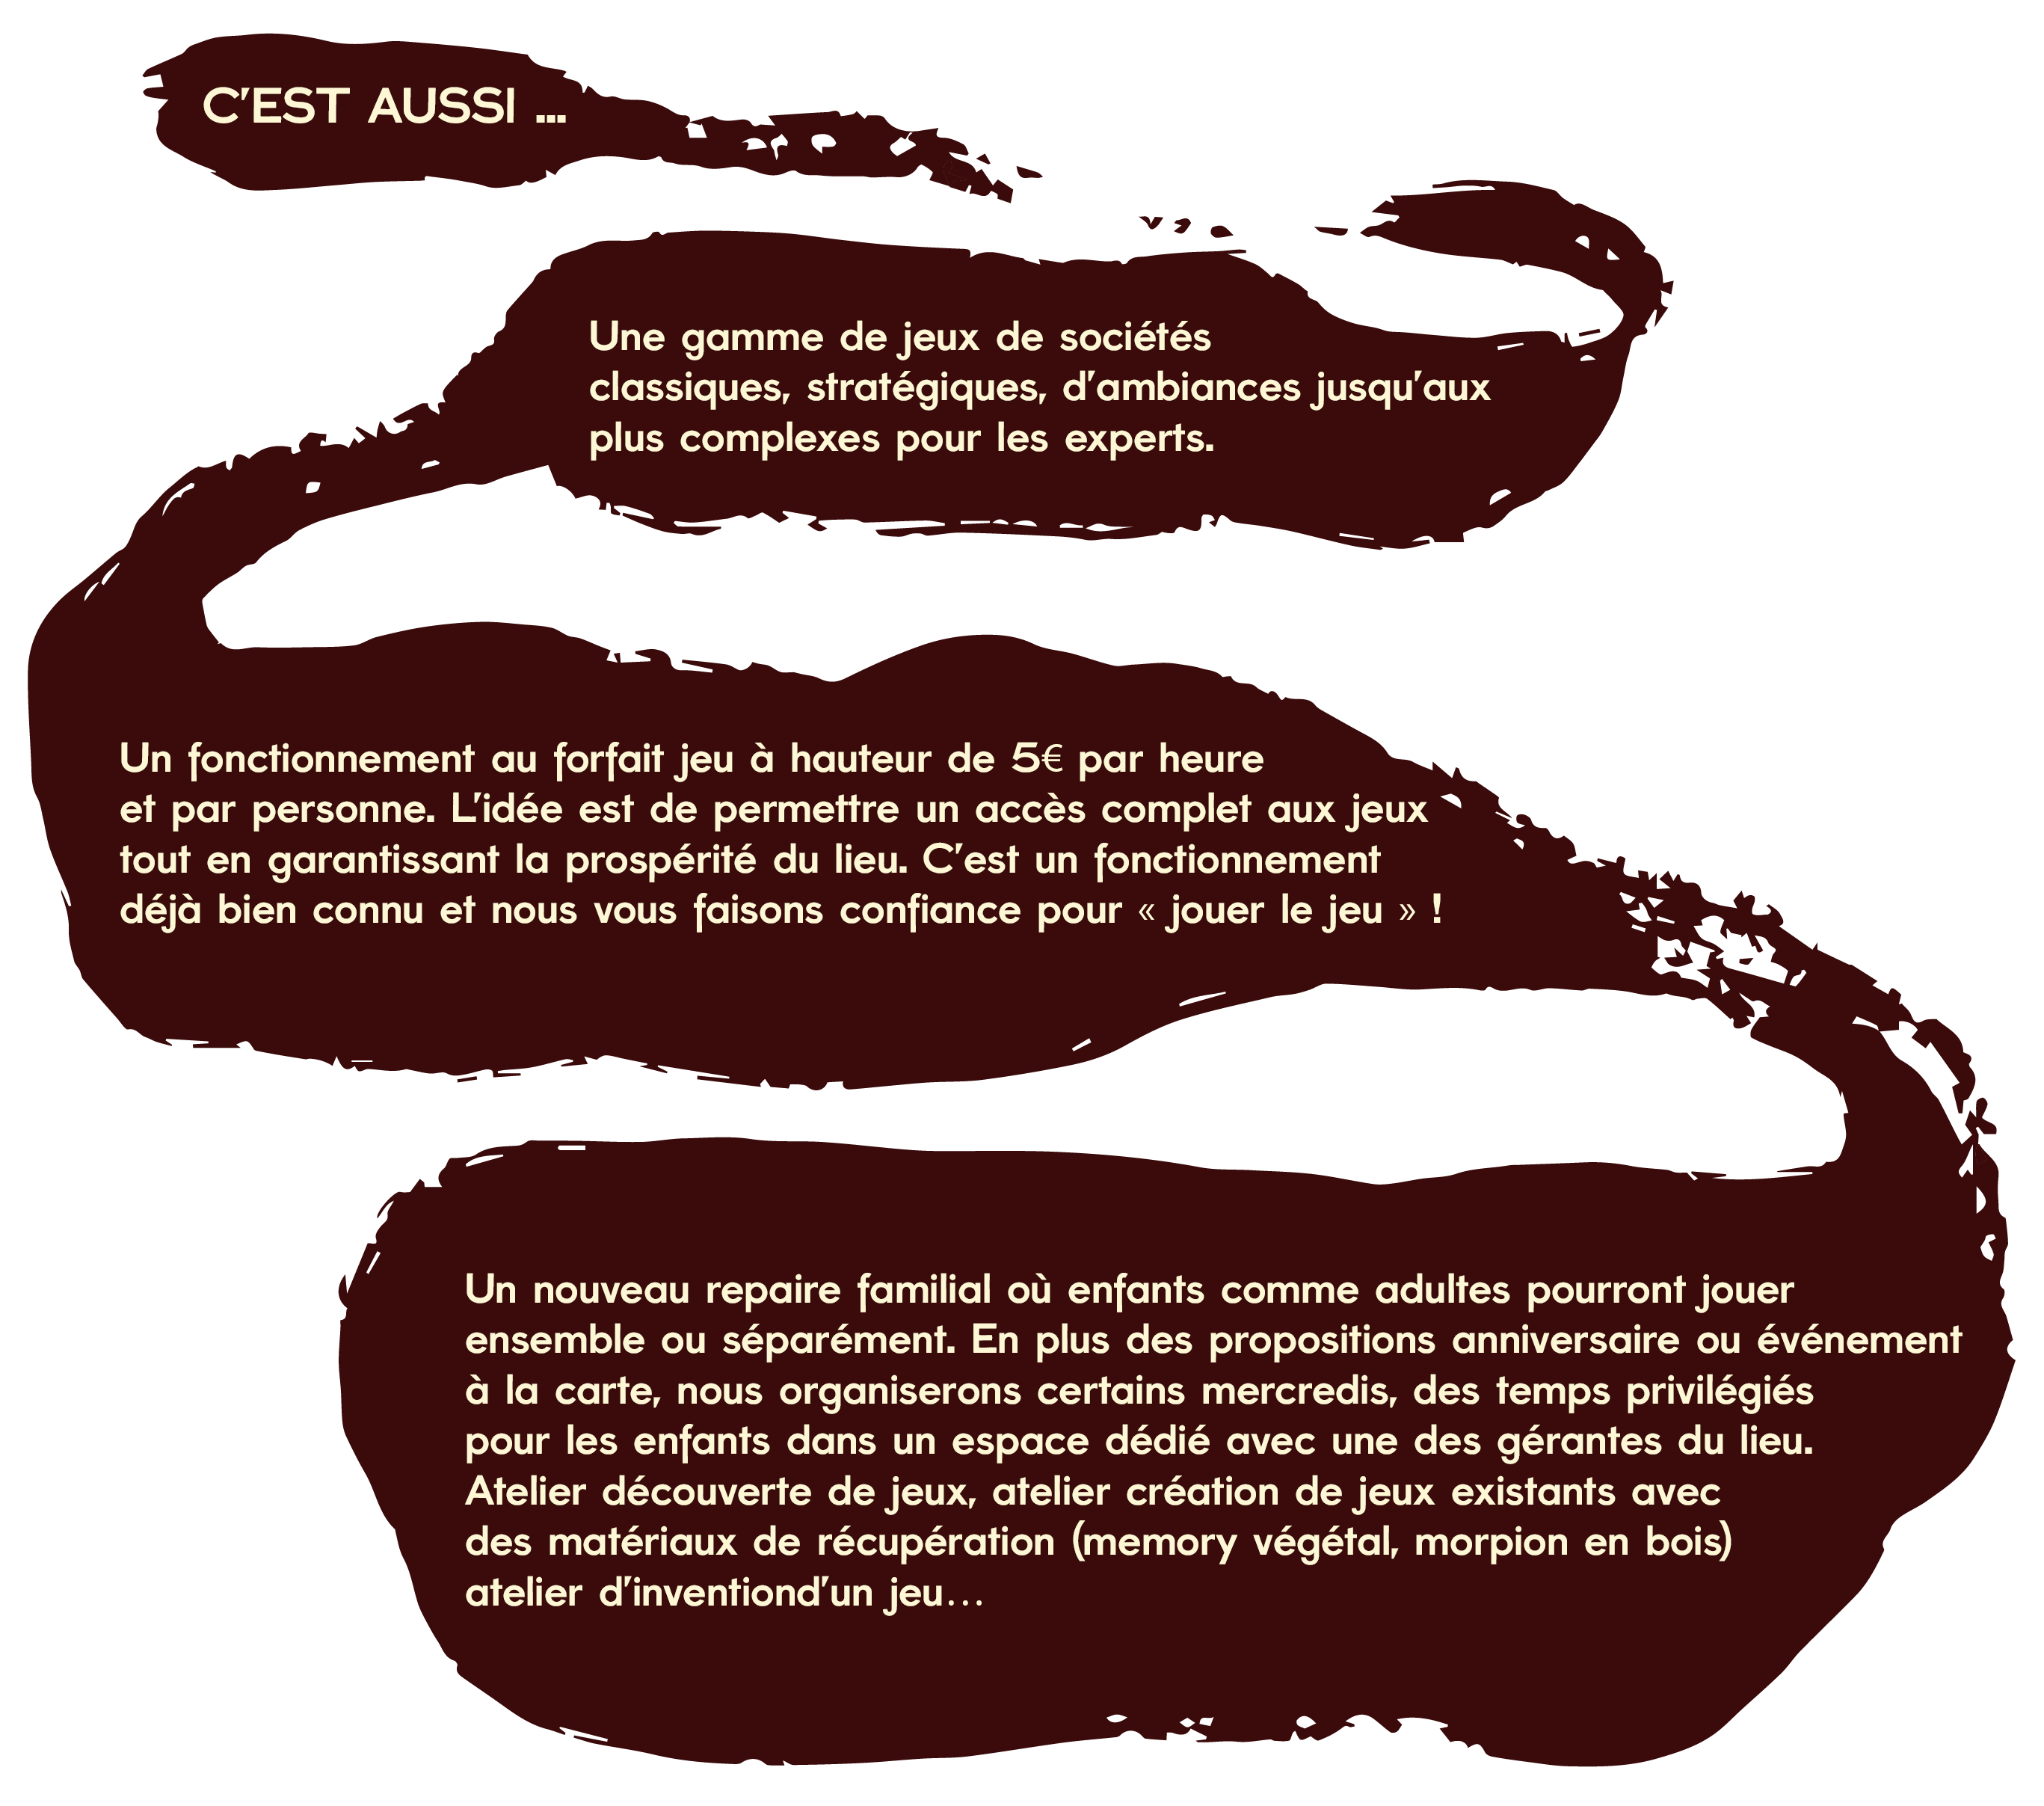 C'EST AUSSI ...
Une gamme de jeux de sociétés
classiques, stratégiques, d'ambiances jusqu'aux
plus complexes pour les experts.
Un fonctionnement au forfait jeu à hauteur de 5€ par heure
et par personne. L'idée est de permettre un accès complet aux jeux
tout en garantissant la prospérité du lieu. C'est un fonctionnement
déjà bien connu et nous vous faisons confiance pour « jouer le jeu » !
Un nouveau repaire familial où enfants comme adultes pourront jouer
ensemble ou séparément. En plus des propositions anniversaire ou événement
à la carte, nous organiserons certains mercredis, des temps privilégiés
pour les enfants dans un espace dédié avec une des gérantes du lieu.
Atelier découverte de jeux, atelier création de jeux existants avec
des matériaux de récupération (memory végétal, morpion en bois)
atelier d'inventiond'un jeu...